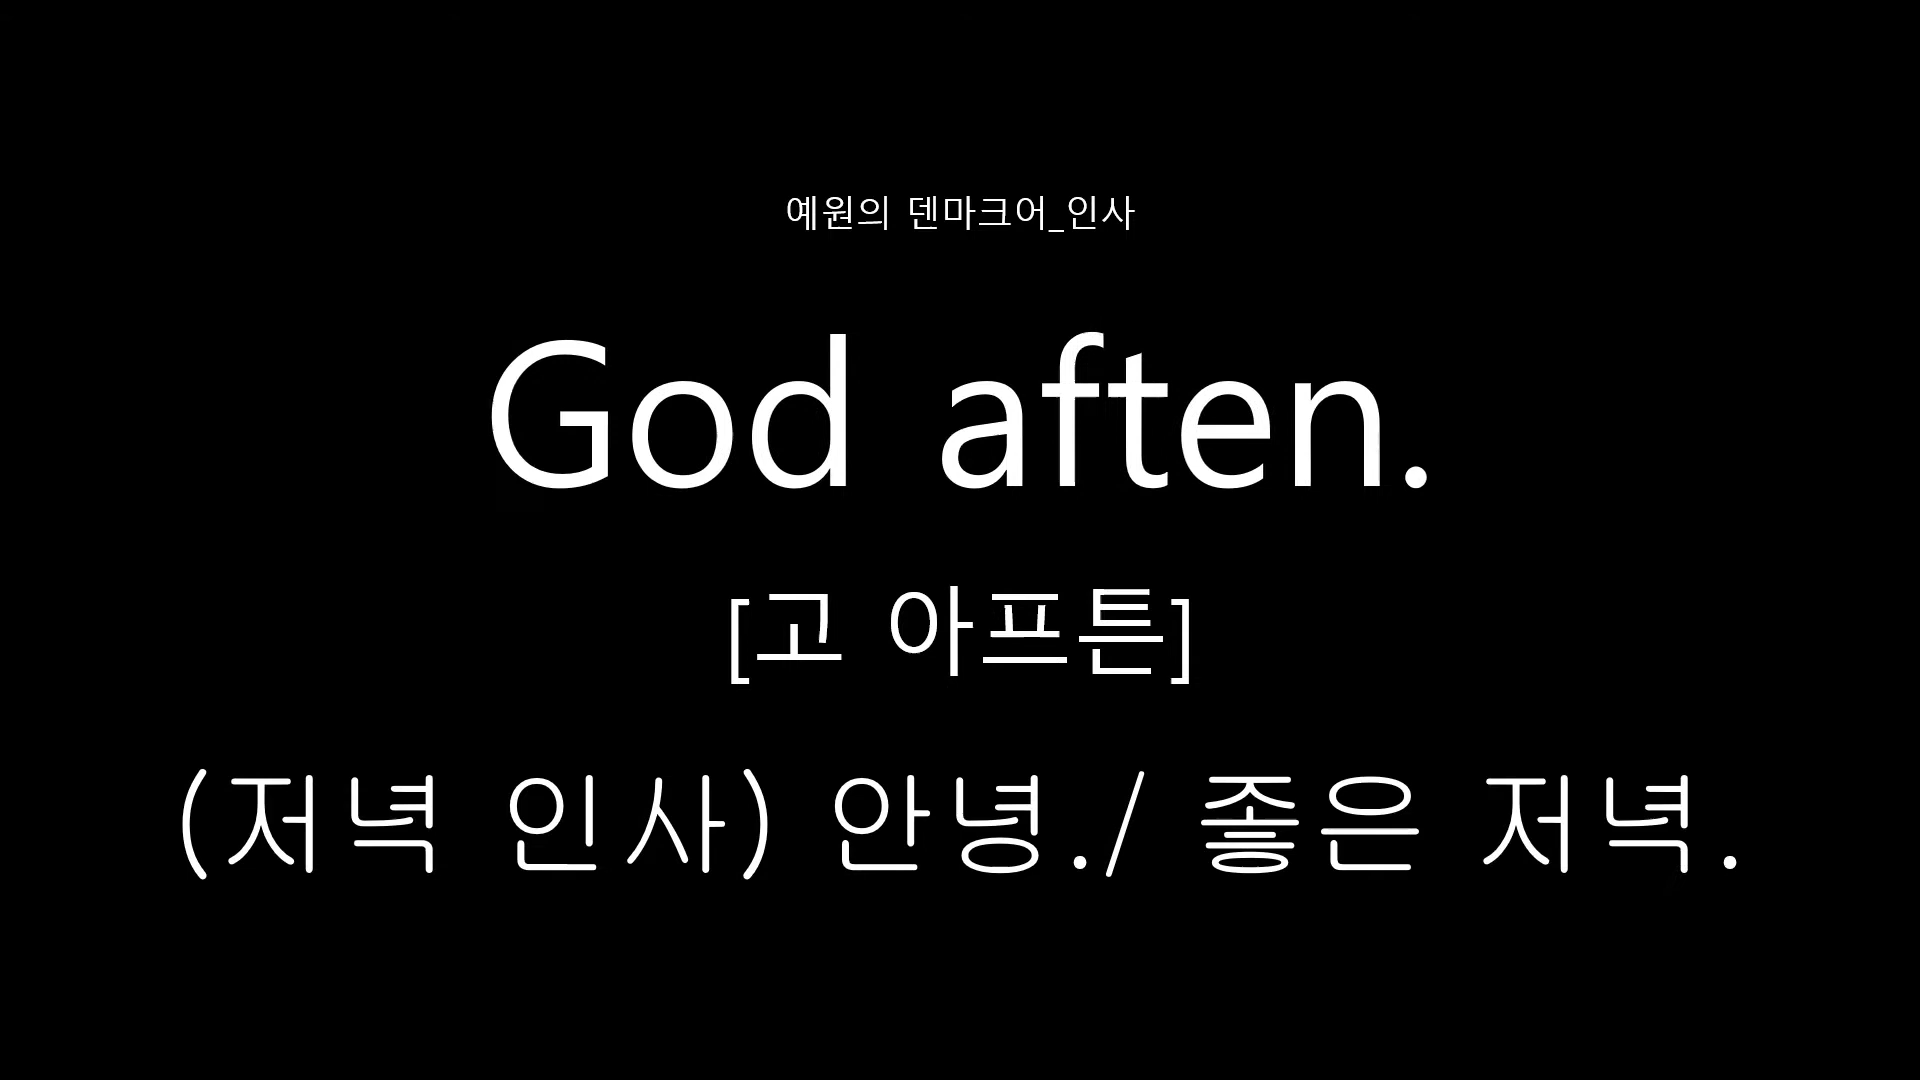 예원의 덴마크어_인사
God aften.
[고 아프튼]
(저녁 인사) 안녕./ 좋은 저녁.